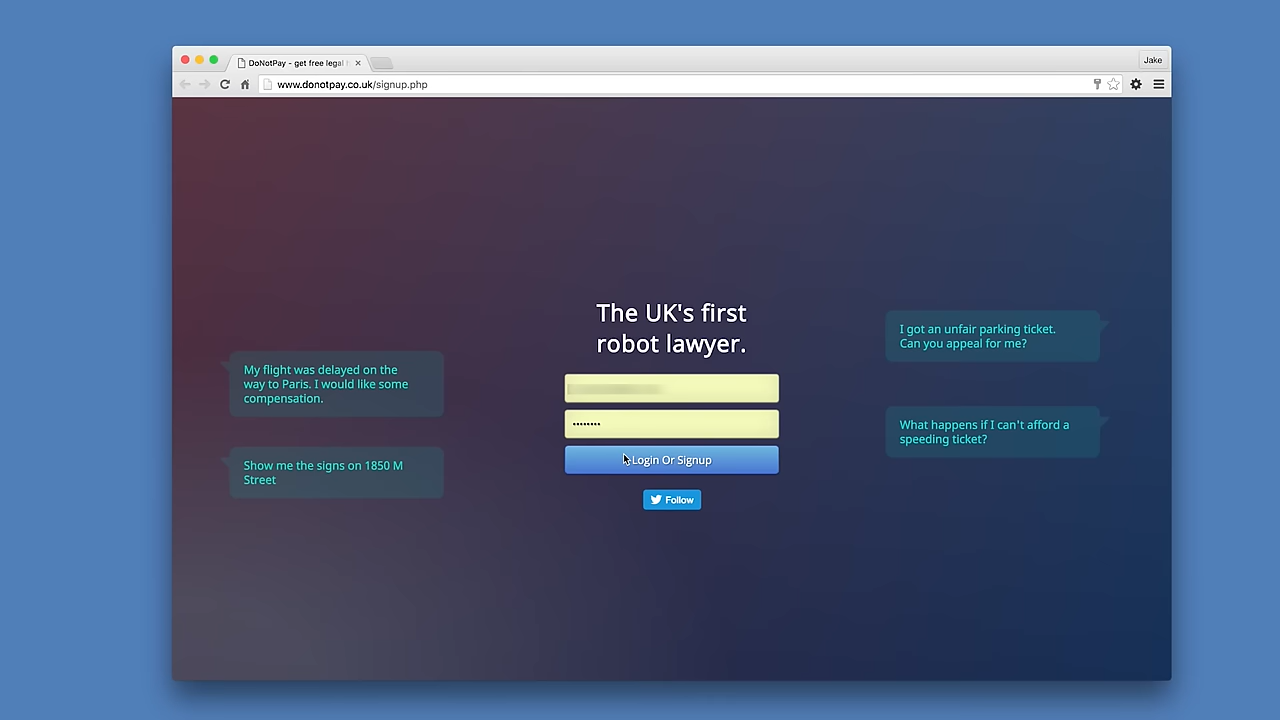 DoNotPay - get free legal
Jake
www.donotpay.co.uk/signup.php
The UK's first
robot lawyer.
My flight was delayed on the
way to Paris. I would like some
compensation.
Show me the signs on 1850 M
Street
••••••••
Login Or Signup
Follow
I got an unfair parking ticket.
Can you appeal for me?
What happens if I can't afford a
speeding ticket?